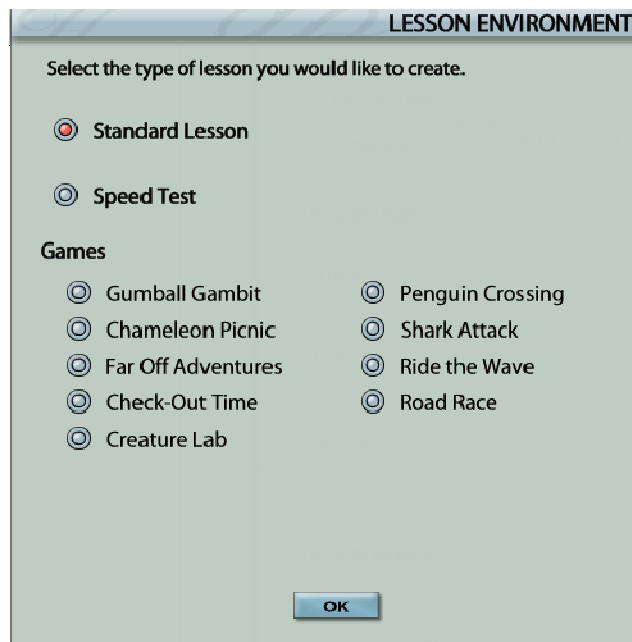 LESSON ENVIRONMENT
Select the type of lesson you would like to create.
Standard Lesson
Speed Test
Games
Gumball Gambit
Chameleon Picnic
Far Off Adventures
Check-Out Time
Creature Lab
Penguin Crossing
Shark Attack
Ride the Wave
Road Race
OK